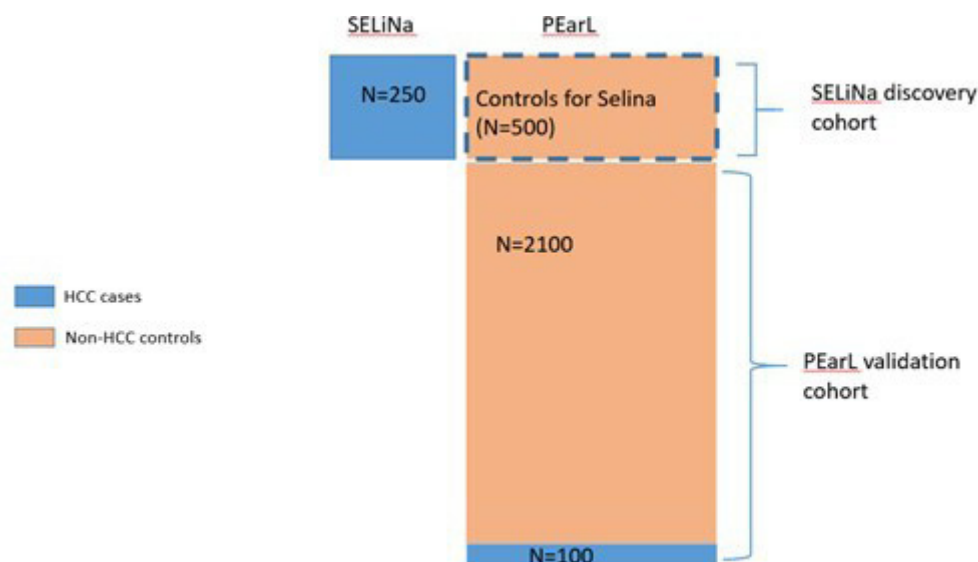 SELiNa
PEarL
N=250
Controls for Selina
(N=500)
SELiNa discovery
cohort
N=2100
HCC cases
Non-HCC controls
PEarL validation
cohort
N=100